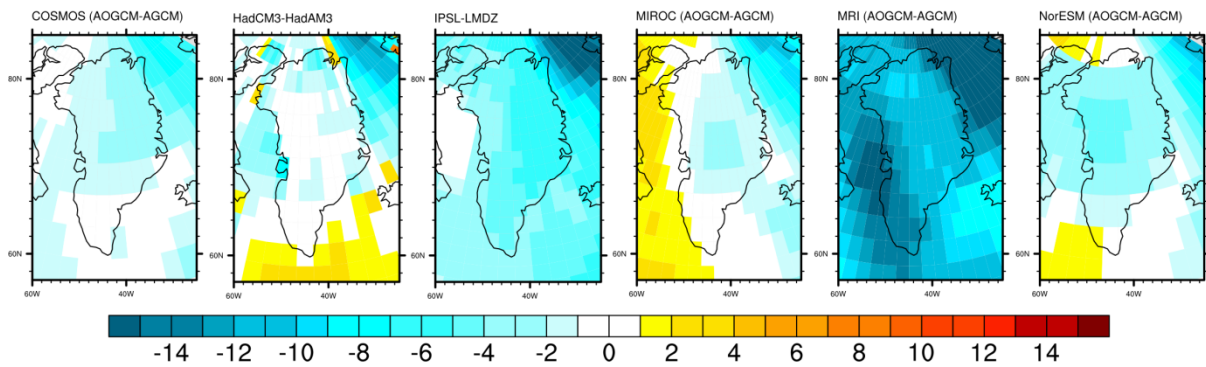 COSMOS (AOGCM-AGCM) HadCM3-HadAM3 IPSL-LMDZ MIROC (AOGCM-AGCM) MRI (AOGCM-AGCM) NorESM (AOGCM-AGCM)
80N 80N 80N 80N 80N 80N
60N 60N 60N 60N 60N 60N
60W 40W 60W 40W 60W 40W 60W 40W 60W 40W 60W 40W
-14 -12 -10 -8 -6 -4 -2 0 2 4 6 8 10 12 14